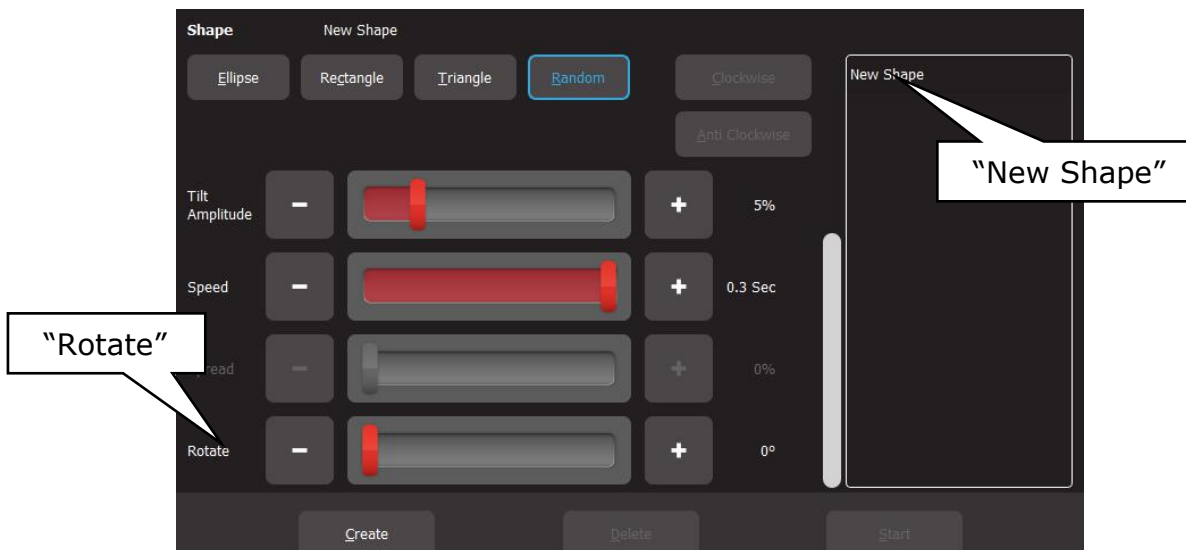 Shape New Shape
Ellipse Rectangle Triangle Random Clockwise
New Shape
Anti Clockwise
“New Shape”
Tilt
Amplitude − + 5%
Speed − + 0.3 Sec
“Rotate”
− + 0%
Rotate − + 0°
Create Delete Start